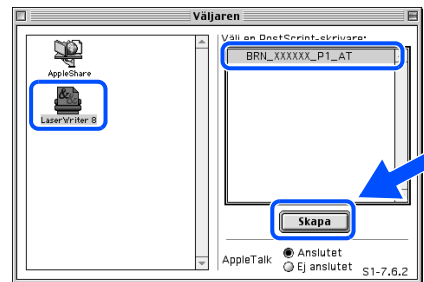 Väljaren
AppleShare
LaserWriter 8
Välj en PostScript-skrivare:
BRN_XXXXXX_P1_AT
Skapa
AppleTalk
Anslutet
Ej anslutet
S1-7.6.2